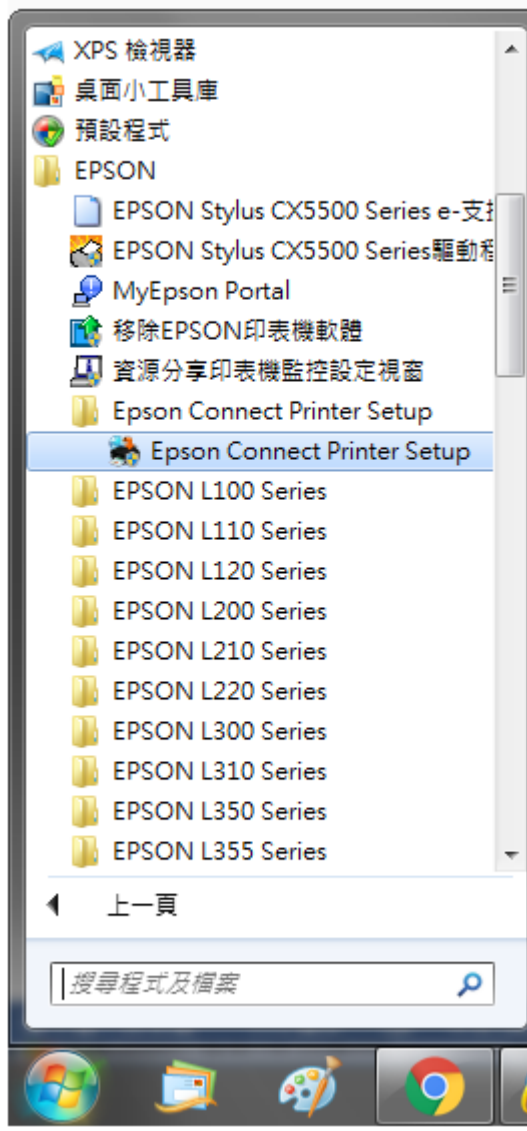 XPS 檢視器
桌面小工具庫
預設程式
EPSON
EPSON Stylus CX5500 Series e-支
EPSON Stylus CX5500 Series驅動程
MyEpson Portal
移除EPSON印表機軟體
資源分享印表機監控設定視窗
Epson Connect Printer Setup
Epson Connect Printer Setup
EPSON L100 Series
EPSON L110 Series
EPSON L120 Series
EPSON L200 Series
EPSON L210 Series
EPSON L220 Series
EPSON L300 Series
EPSON L310 Series
EPSON L350 Series
EPSON L355 Series
上一頁
搜尋程式及檔案